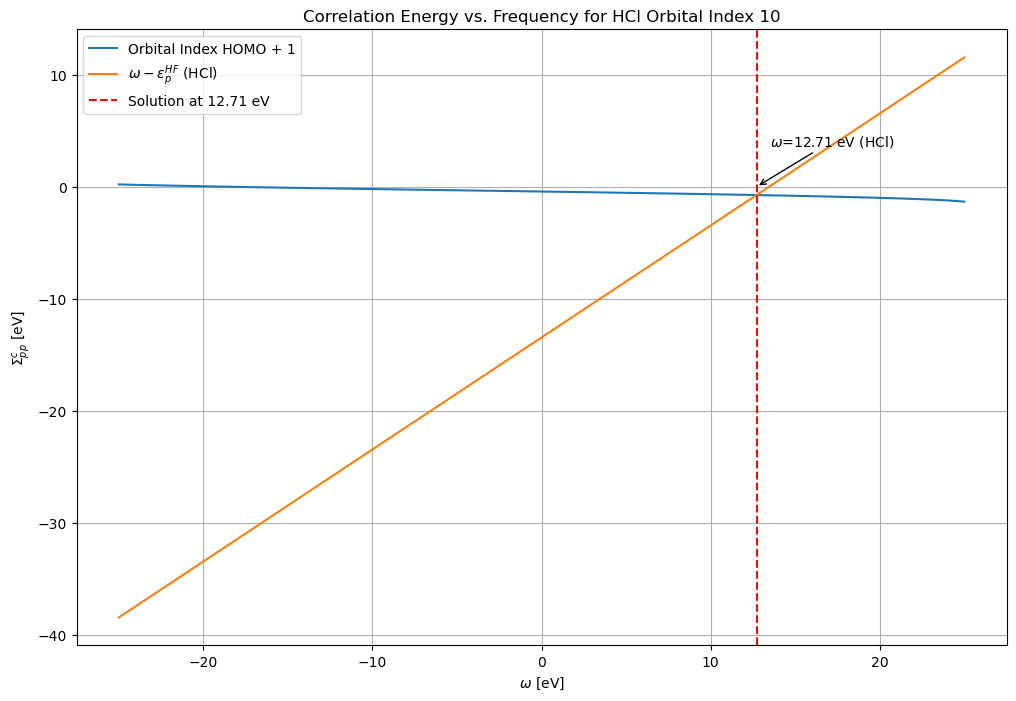 Correlation Energy vs. Frequency for HCl Orbital Index 10
Orbital Index HOMO + 1
ω − ε_p^{HF} (HCl)
Solution at 12.71 eV
ω=12.71 eV (HCl)
10
0
−10
−20
−30
−40
Σ_{pp}^{c} [eV]
−20
−10
0
10
20
ω [eV]